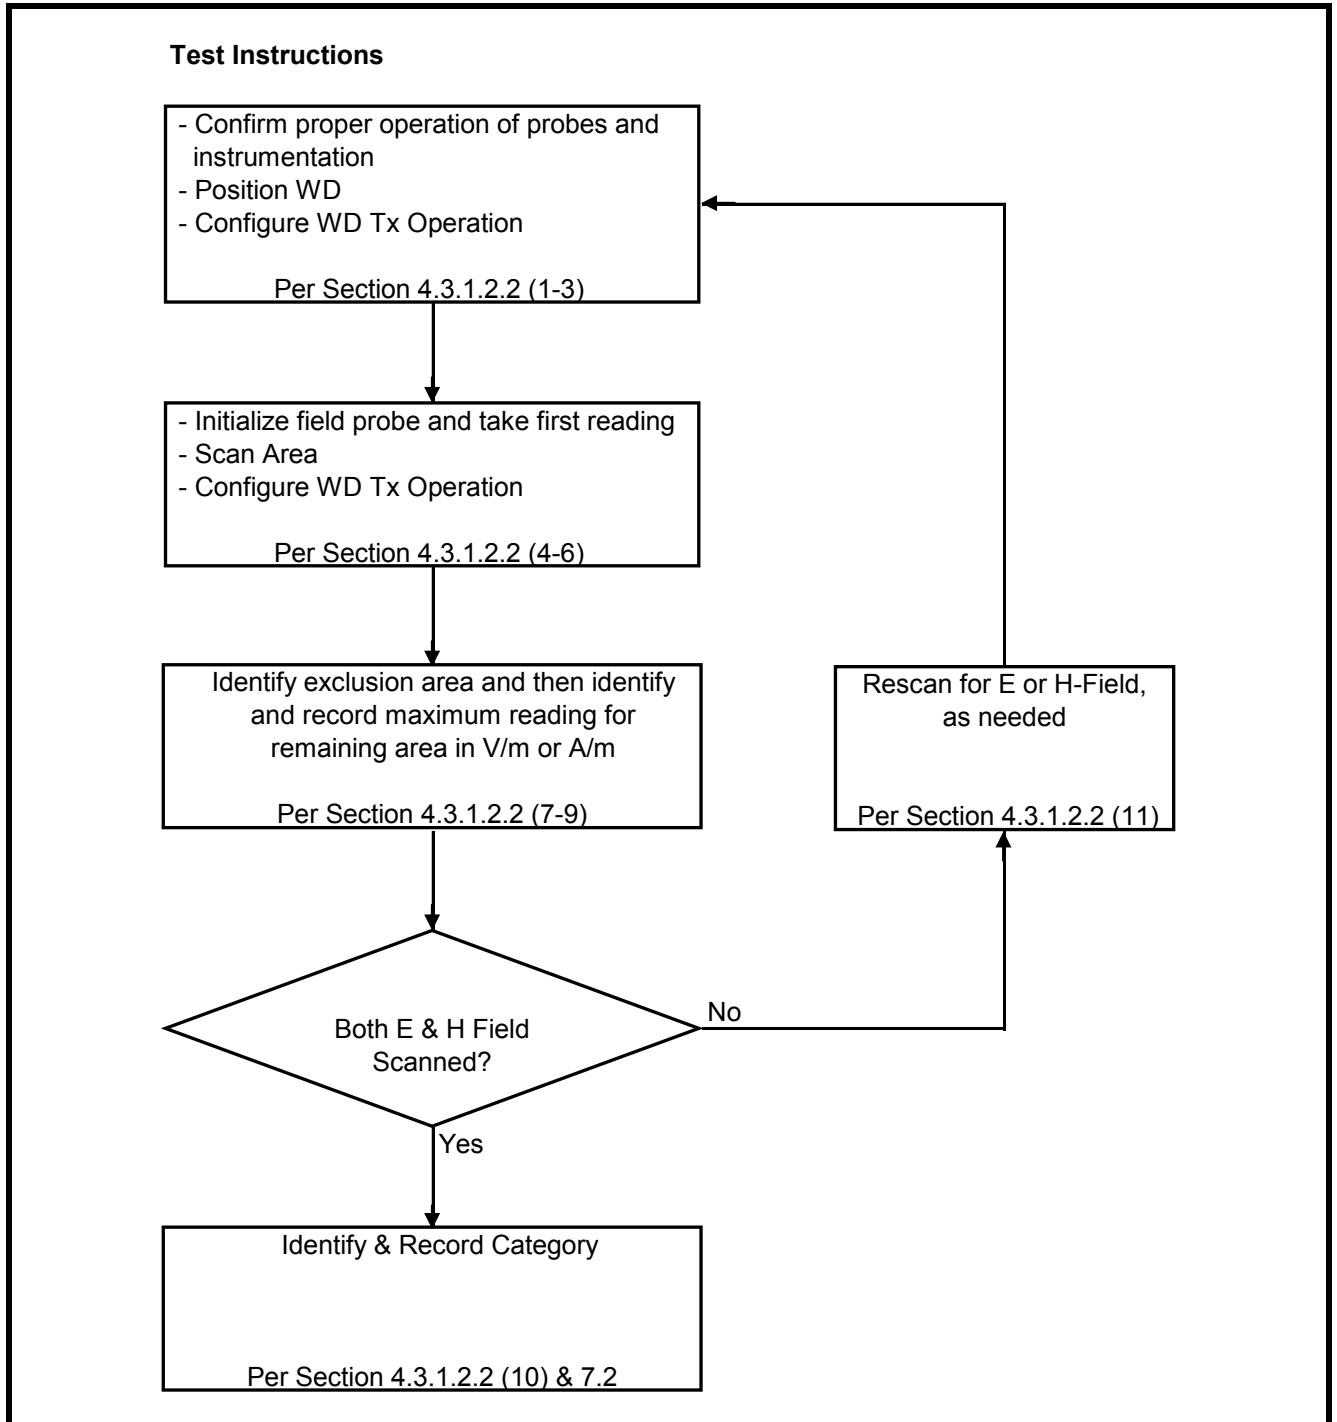 Test Instructions
- Confirm proper operation of probes and
instrumentation
- Position WD
- Configure WD Tx Operation
Per Section 4.3.1.2.2 (1-3)
- Initialize field probe and take first reading
- Scan Area
- Configure WD Tx Operation
Per Section 4.3.1.2.2 (4-6)
Identify exclusion area and then identify
and record maximum reading for
remaining area in V/m or A/m
Per Section 4.3.1.2.2 (7-9)
Rescan for E or H-Field,
as needed
Per Section 4.3.1.2.2 (11)
Both E & H Field
Scanned?
No
Yes
Identify & Record Category
Per Section 4.3.1.2.2 (10) & 7.2